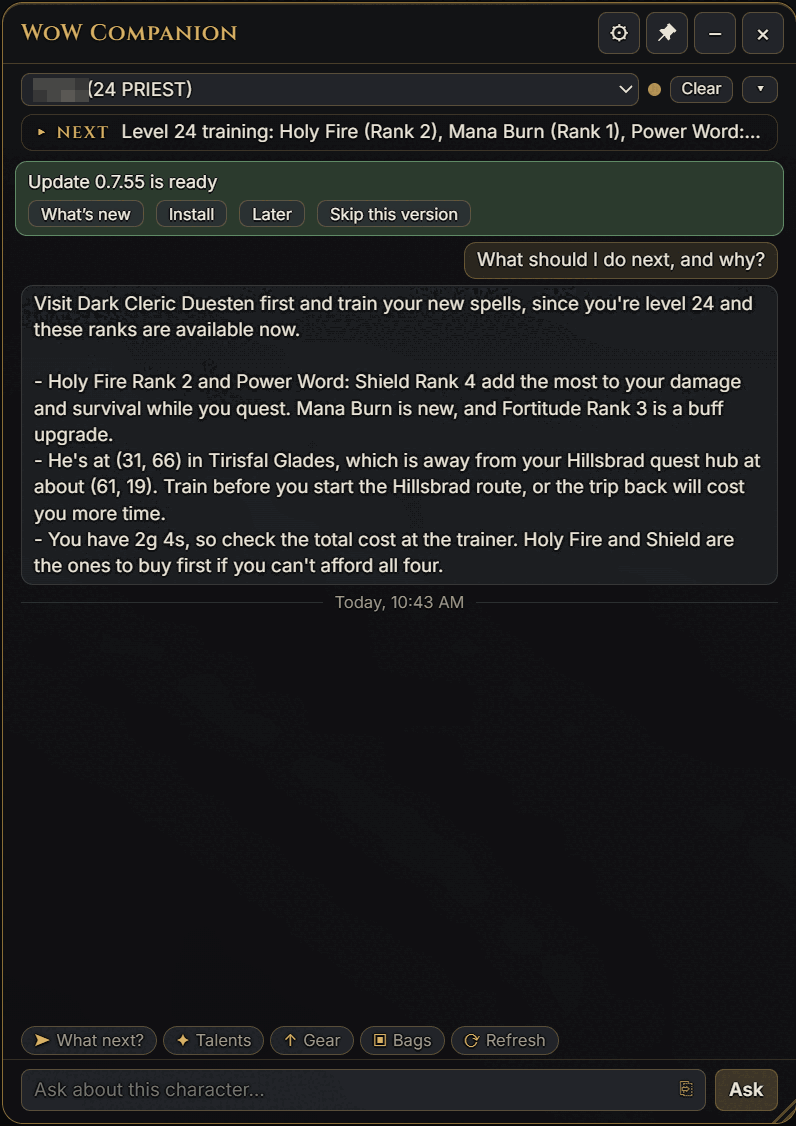 WoW Companion
(24 PRIEST)
Clear
NEXT Level 24 training: Holy Fire (Rank 2), Mana Burn (Rank 1), Power Word:...
Update 0.7.55 is ready
What's new
Install
Later
Skip this version
What should I do next, and why?
Visit Dark Cleric Duesten first and train your new spells, since you're level 24 and
these ranks are available now.
- Holy Fire Rank 2 and Power Word: Shield Rank 4 add the most to your damage
and survival while you quest. Mana Burn is new, and Fortitude Rank 3 is a buff
upgrade.
- He's at (31, 66) in Tirisfal Glades, which is away from your Hillsbrad quest hub at
about (61, 19). Train before you start the Hillsbrad route, or the trip back will cost
you more time.
- You have 2g 4s, so check the total cost at the trainer. Holy Fire and Shield are
the ones to buy first if you can't afford all four.
Today, 10:43 AM
What next?
Talents
Gear
Bags
Refresh
Ask about this character...
Ask